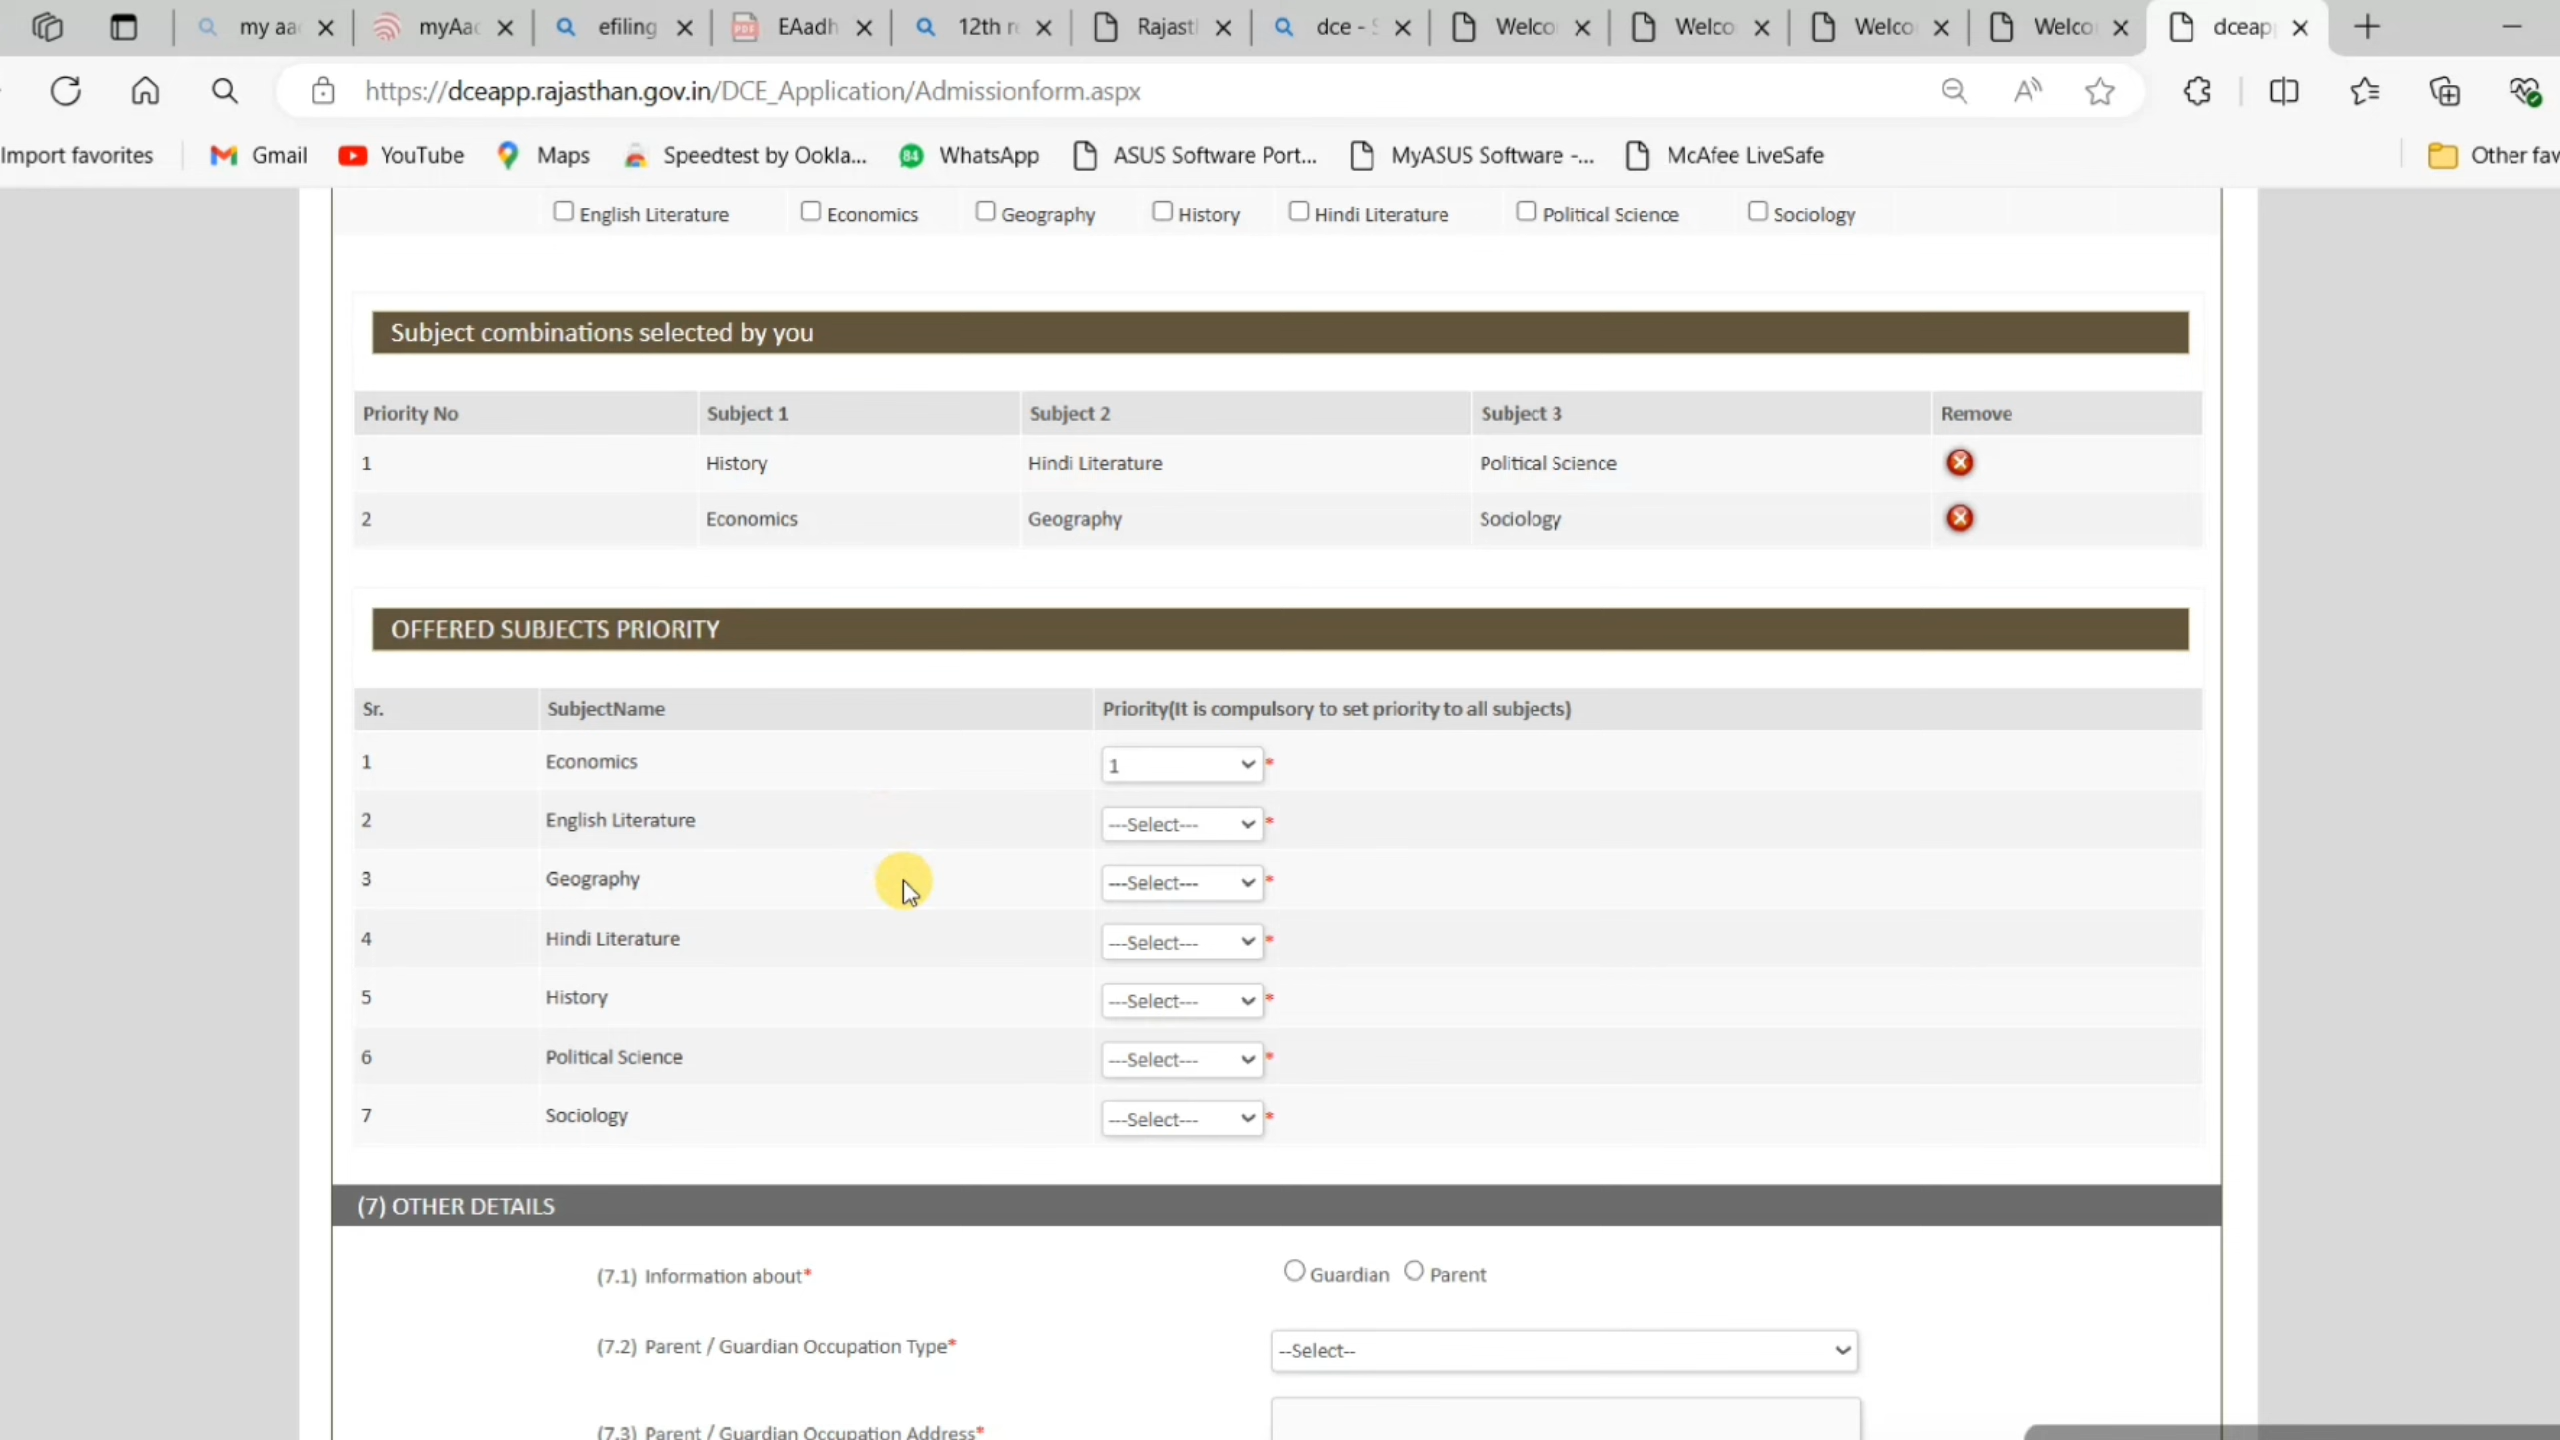 my aa
myAac
efiling
EAadh
12th r
Rajast
dce - S
Welco
Welco
Welco
Welco
dceap
https://dceapp.rajasthan.gov.in/DCE_Application/Admissionform.aspx
Import favorites
Gmail
YouTube
Maps
Speedtest by Ookla...
84
WhatsApp
ASUS Software Port...
MyASUS Software -...
McAfee LiveSafe
Other fav
English Literature Economics Geography History Hindi Literature Political Science Sociology
Subject combinations selected by you
Priority No Subject 1 Subject 2 Subject 3 Remove
1 History Hindi Literature Political Science
2 Economics Geography Sociology
OFFERED SUBJECTS PRIORITY
Sr. SubjectName Priority(It is compulsory to set priority to all subjects)
1 Economics 1 *
2 English Literature ---Select--- *
3 Geography ---Select--- *
4 Hindi Literature ---Select--- *
5 History ---Select--- *
6 Political Science ---Select--- *
7 Sociology ---Select--- *
(7) OTHER DETAILS
(7.1) Information about* Guardian Parent
(7.2) Parent / Guardian Occupation Type* --Select--
(7.3) Parent / Guardian Occupation Address*